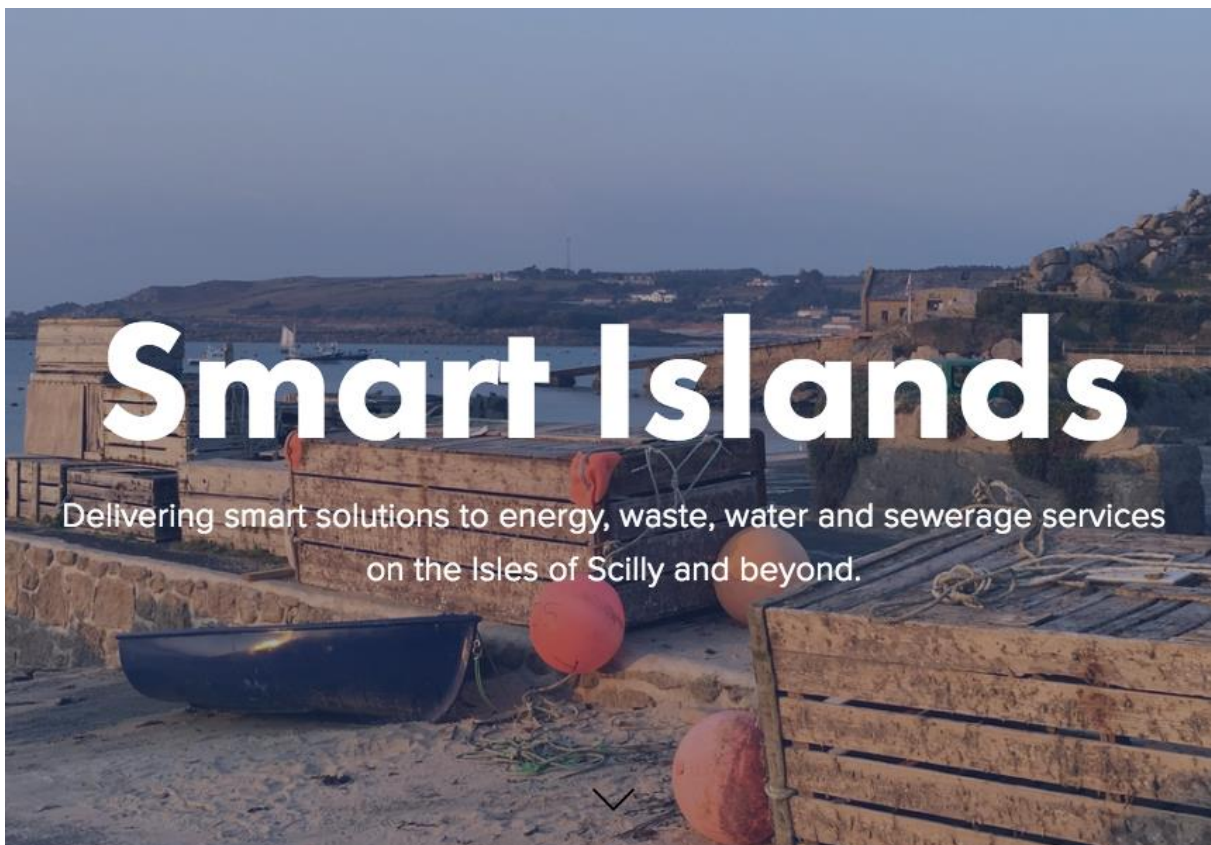 Smart Islands
Delivering smart solutions to energy, waste, water and sewerage services
on the Isles of Scilly and beyond.